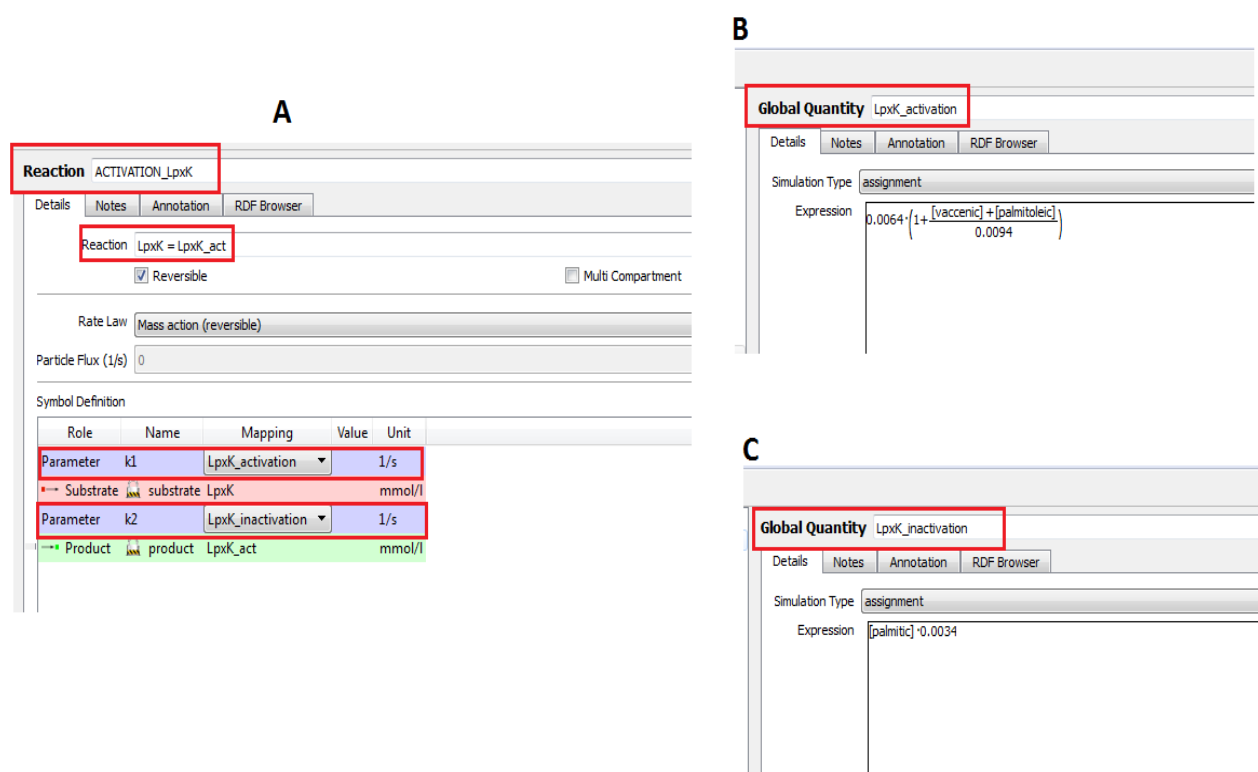 A
Reaction ACTIVATION_LpxK
Details Notes Annotation RDF Browser
Reaction LpxK = LpxK_act
Reversible Multi Compartment
Rate Law Mass action (reversible)
Particle Flux (1/s) 0
Symbol Definition
Role Name Mapping Value Unit
Parameter k1 LpxK_activation 1/s
Substrate substrate LpxK mmol/l
Parameter k2 LpxK_inactivation 1/s
Product product LpxK_act mmol/l
B
Global Quantity LpxK_activation
Details Notes Annotation RDF Browser
Simulation Type assignment
Expression 0.0064·(1+ [vaccenic] +[palmitoleic]
0.0094 )
C
Global Quantity LpxK_inactivation
Details Notes Annotation RDF Browser
Simulation Type assignment
Expression [palmitic] ·0.0034